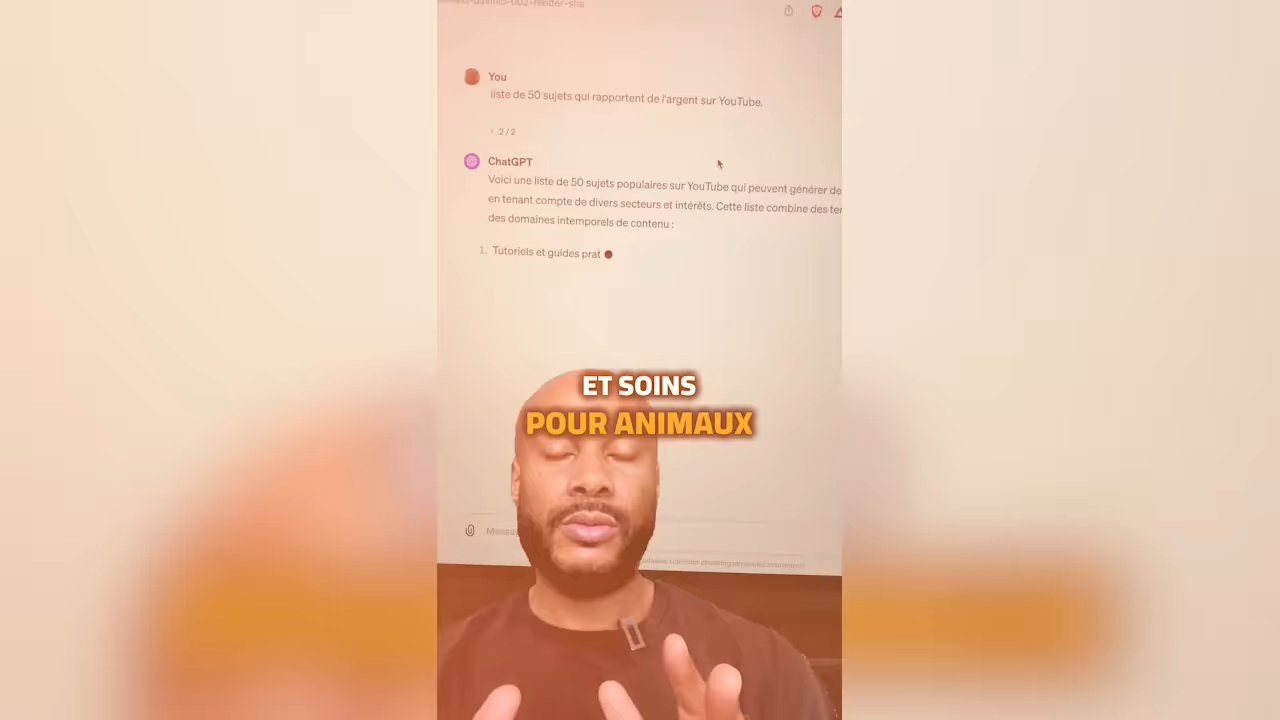 You
liste de 50 sujets qui rapportent de l'argent sur YouTube.
2/2
ChatGPT
Voici une liste de 50 sujets populaires sur YouTube qui peuvent générer de
en tenant compte de divers secteurs et intérêts. Cette liste combine des ter
des domaines intemporels de contenu :
1. Tutoriels et guides prat
ET SOINS
POUR ANIMAUX
Messa